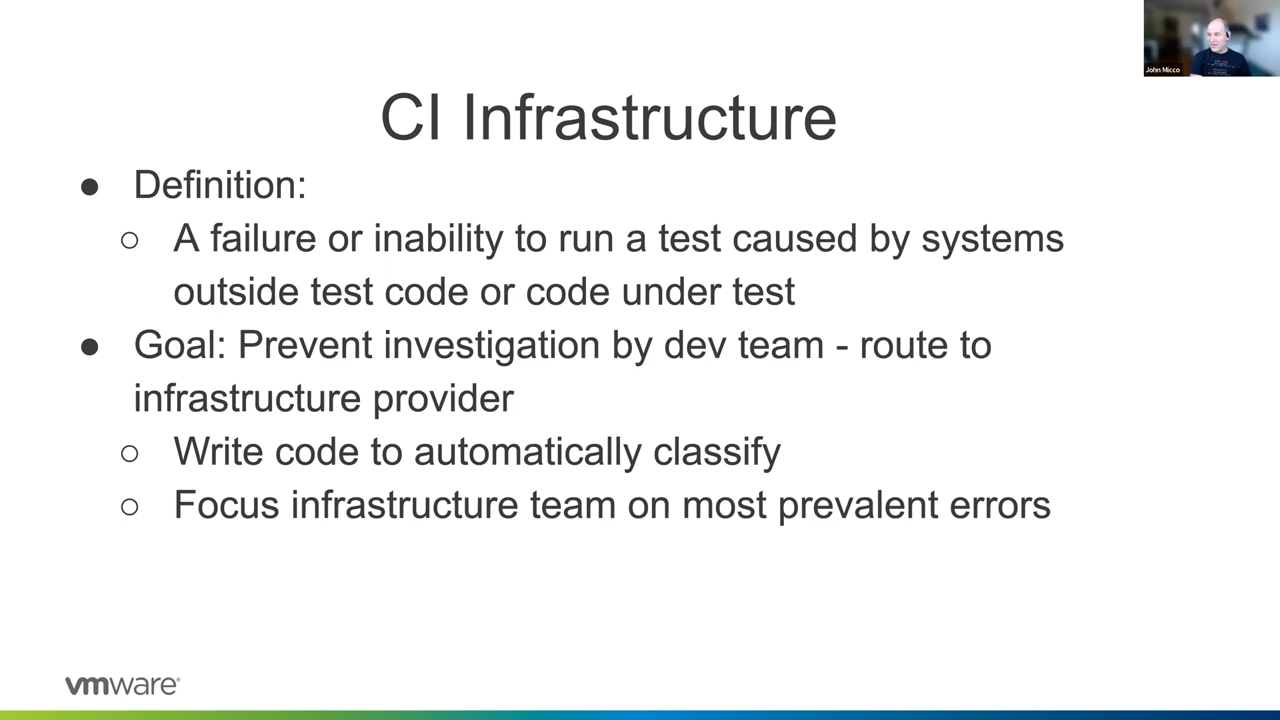 John Micco
CI Infrastructure
● Definition:
○ A failure or inability to run a test caused by systems
outside test code or code under test
● Goal: Prevent investigation by dev team - route to
infrastructure provider
○ Write code to automatically classify
○ Focus infrastructure team on most prevalent errors
vmware®